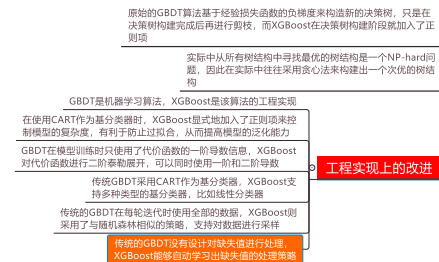 原始的GBDT算法基于经验损失函数的负梯度来构造新的决策树，只是在
决策树构建完成后再进行剪枝，而XGBoost在决策树构建阶段就加入了正
则项
实际中从所有树结构中寻找最优的树结构是一个NP-hard问
题，因此在实际中往往采用贪心法来构建出一个次优的树结
构
GBDT是机器学习算法，XGBoost是该算法的工程实现
在使用CART作为基分类器时，XGBoost显式地加入了正则项来控
制模型的复杂度，有利于防止过拟合，从而提高模型的泛化能力
GBDT在模型训练时只使用了代价函数的一阶导数信息，XGBoost
对代价函数进行二阶泰勒展开，可以同时使用一阶和二阶导数
传统GBDT采用CART作为基分类器，XGBoost支
持多种类型的基分类器，比如线性分类器
传统的GBDT在每轮迭代时使用全部的数据，XGBoost则
采用了与随机森林相似的策略，支持对数据进行采样
传统的GBDT没有设计对缺失值进行处理，
XGBoost能够自动学习出缺失值的处理策略
工程实现上的改进